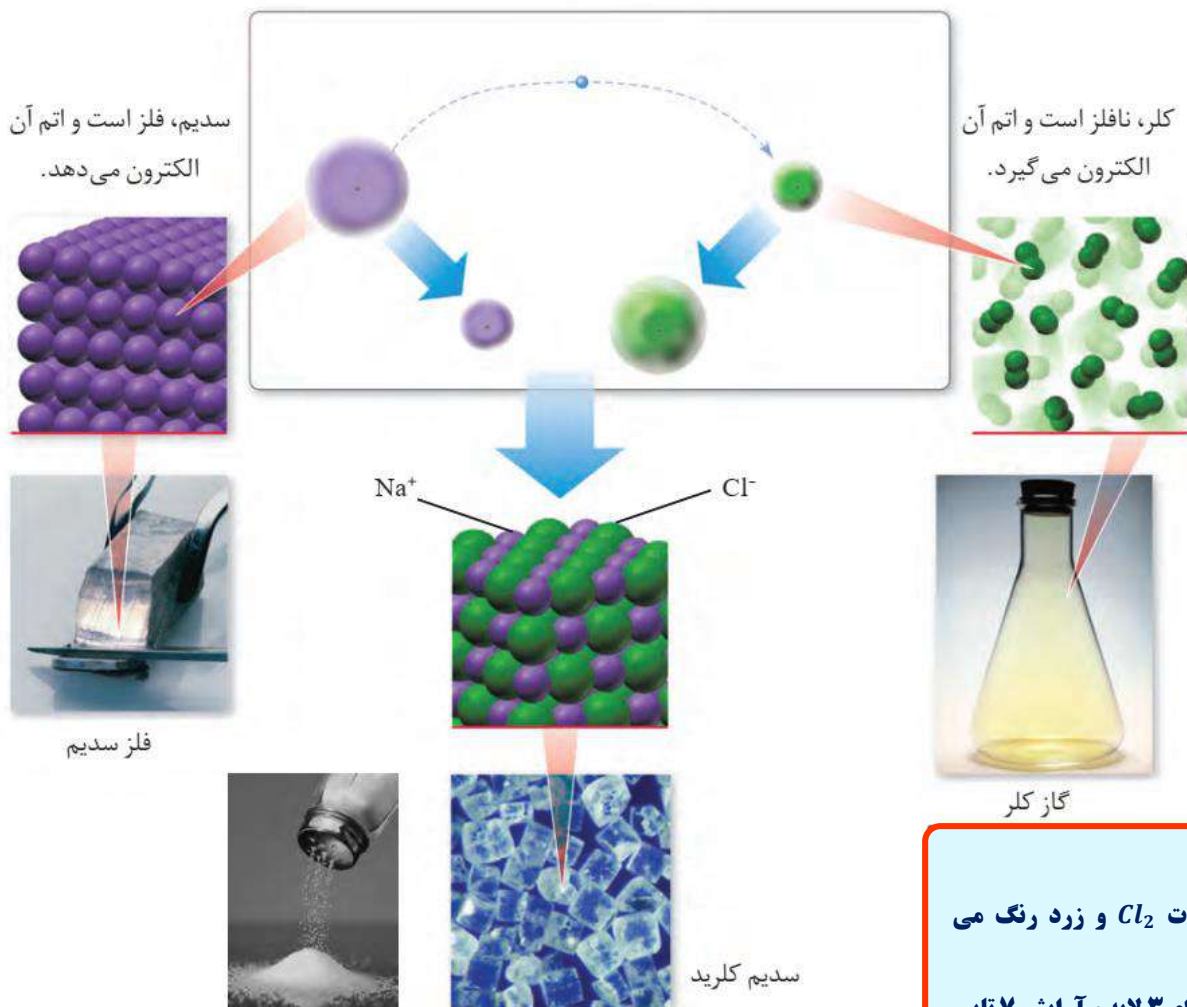 کلر، نافلز است و اتم آن
الکترون می‌گیرد.
سدیم، فلز است و اتم آن
الکترون می‌دهد.
Na⁺
Cl⁻
فلز سدیم
گاز کلر
سدیم کلرید
ت Cl₂ و زرد رنگ می